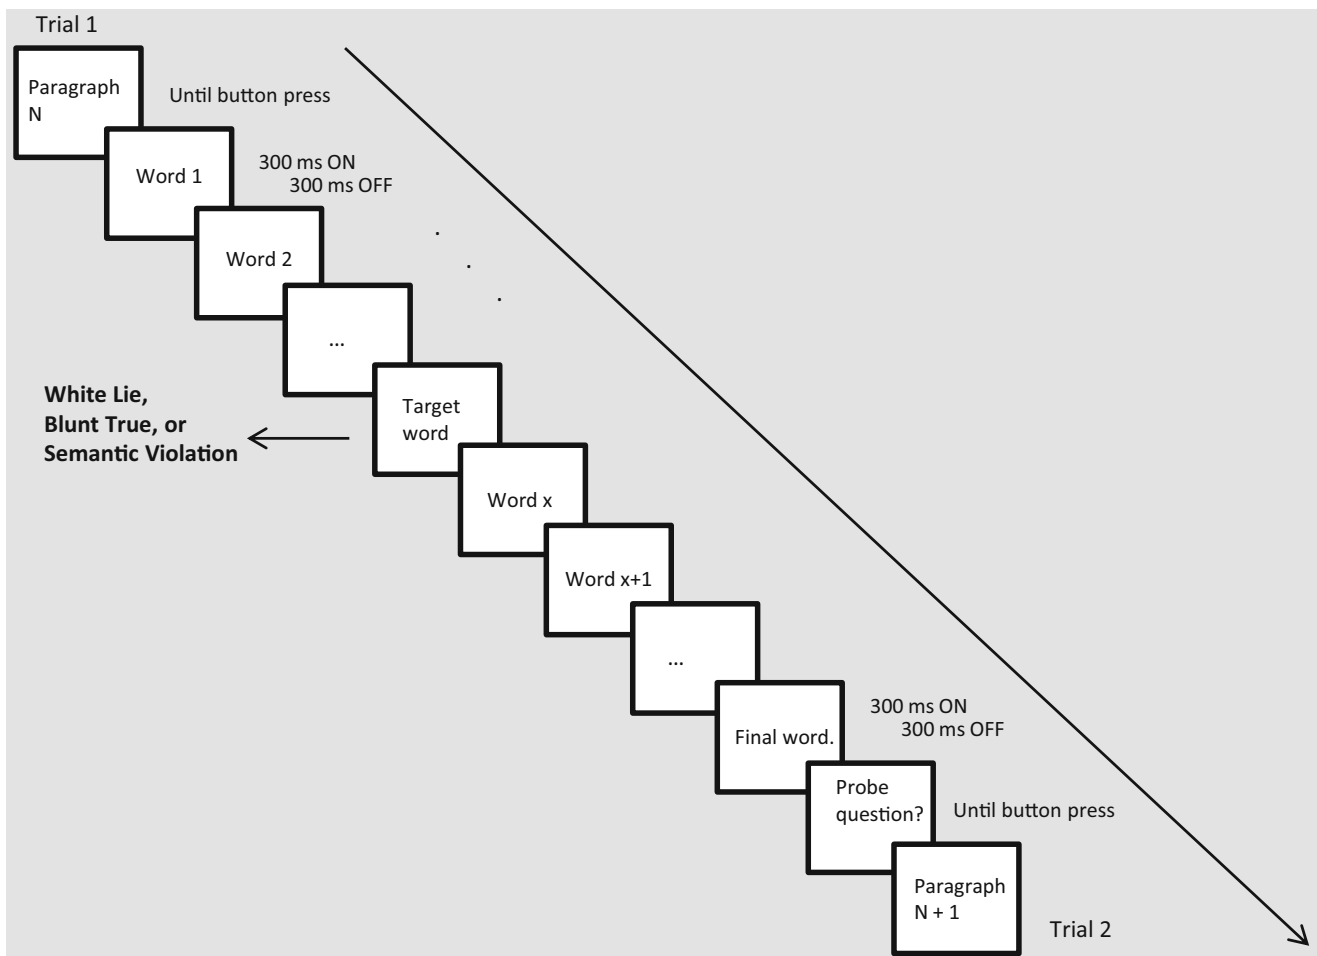 Trial 1
Paragraph
N
Until button press
Word 1
300 ms ON
300 ms OFF
Word 2
...
White Lie,
Blunt True, or
Semantic Violation
Target
word
Word x
Word x+1
...
Final word.
300 ms ON
300 ms OFF
Probe
question?
Until button press
Paragraph
N + 1
Trial 2